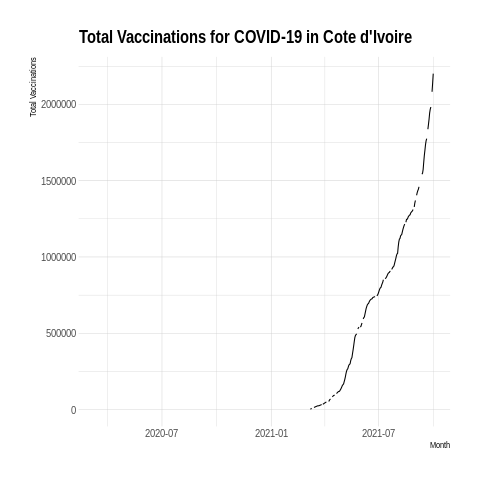 Total Vaccinations for COVID-19 in Cote d'Ivoire
Total Vaccinations
2000000
1500000
1000000
500000
0
2020-07
2021-01
2021-07
Month